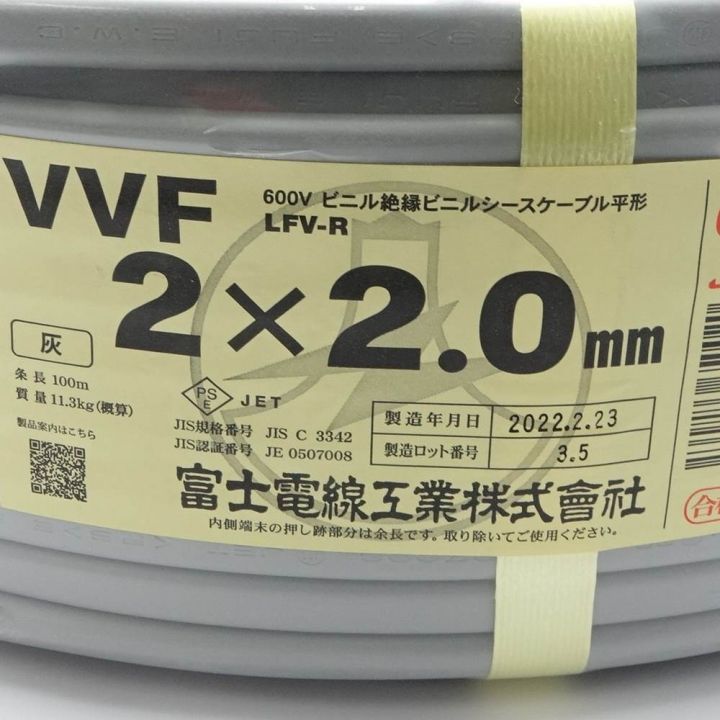 VVF
600V ビニル絶縁ビニルシースケーブル平形
LFV-R
2×2.0mm
灰
条長 100m
質量 11.3kg(概算)
製品案内はこちら
PS
E
JET
JIS規格番号 JIS C 3342
JIS認証番号 JE 0507008
製造年月日 2022.2.23
製造ロット番号 3.5
富士電線工業株式會社
内側端末の押し跡部分は余長です。取り除いてご使用ください。